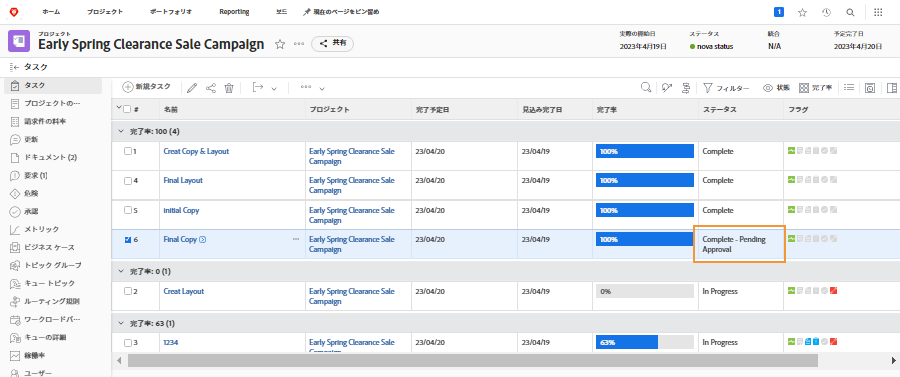 ホーム プロジェクト ポートフォリオ Reporting 보드 現在のページをピン留め 1
プロジェクト
Early Spring Clearance Sale Campaign 共有
実際の開始日 ステータス 統合 予定完了日
2023年4月19日 nova status N/A 2023年4月20日
タスク
タスク
プロジェクトの…
請求件の料率
更新
ドキュメント (2)
要求 (1)
危険
承認
メトリック
ビジネス ケース
トピック グループ
キュー トピック
ルーティング規則
ワークロードバ…
キューの詳細
稼働率
ユーザー
新規タスク フィルター 状態 完了率
# 名前 プロジェクト 完了予定日 見込み完了日 完了率 ステータス フラグ
完了率: 100 (4)
1 Creat Copy & Layout Early Spring Clearance Sale Campaign 23/04/20 23/04/19 100% Complete
4 Final Layout Early Spring Clearance Sale Campaign 23/04/20 23/04/19 100% Complete
5 initial Copy Early Spring Clearance Sale Campaign 23/04/20 23/04/19 100% Complete
6 Final Copy Early Spring Clearance Sale Campaign 23/04/20 23/04/19 100% Complete - Pending Approval
完了率: 0 (1)
2 Creat Layout Early Spring Clearance Sale Campaign 23/04/20 23/04/19 0% In Progress
完了率: 63 (1)
3 1234 Early Spring Clearance Sale Campaign 23/04/20 23/04/19 63% In Progress